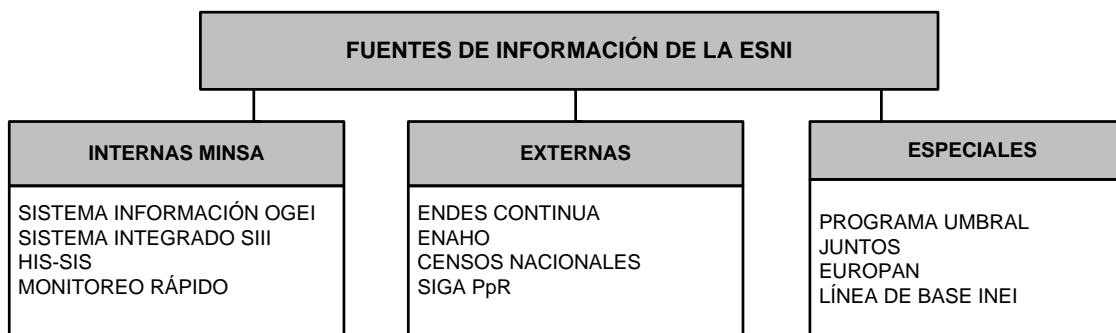 FUENTES DE INFORMACIÓN DE LA ESNI
INTERNAS MINSA
SISTEMA INFORMACIÓN OGEI
SISTEMA INTEGRADO SIII
HIS-SIS
MONITOREO RÁPIDO
EXTERNAS
ENDES CONTINUA
ENAHO
CENSOS NACIONALES
SIGA PpR
ESPECIALES
PROGRAMA UMBRAL
JUNTOS
EUROPAN
LÍNEA DE BASE INEI